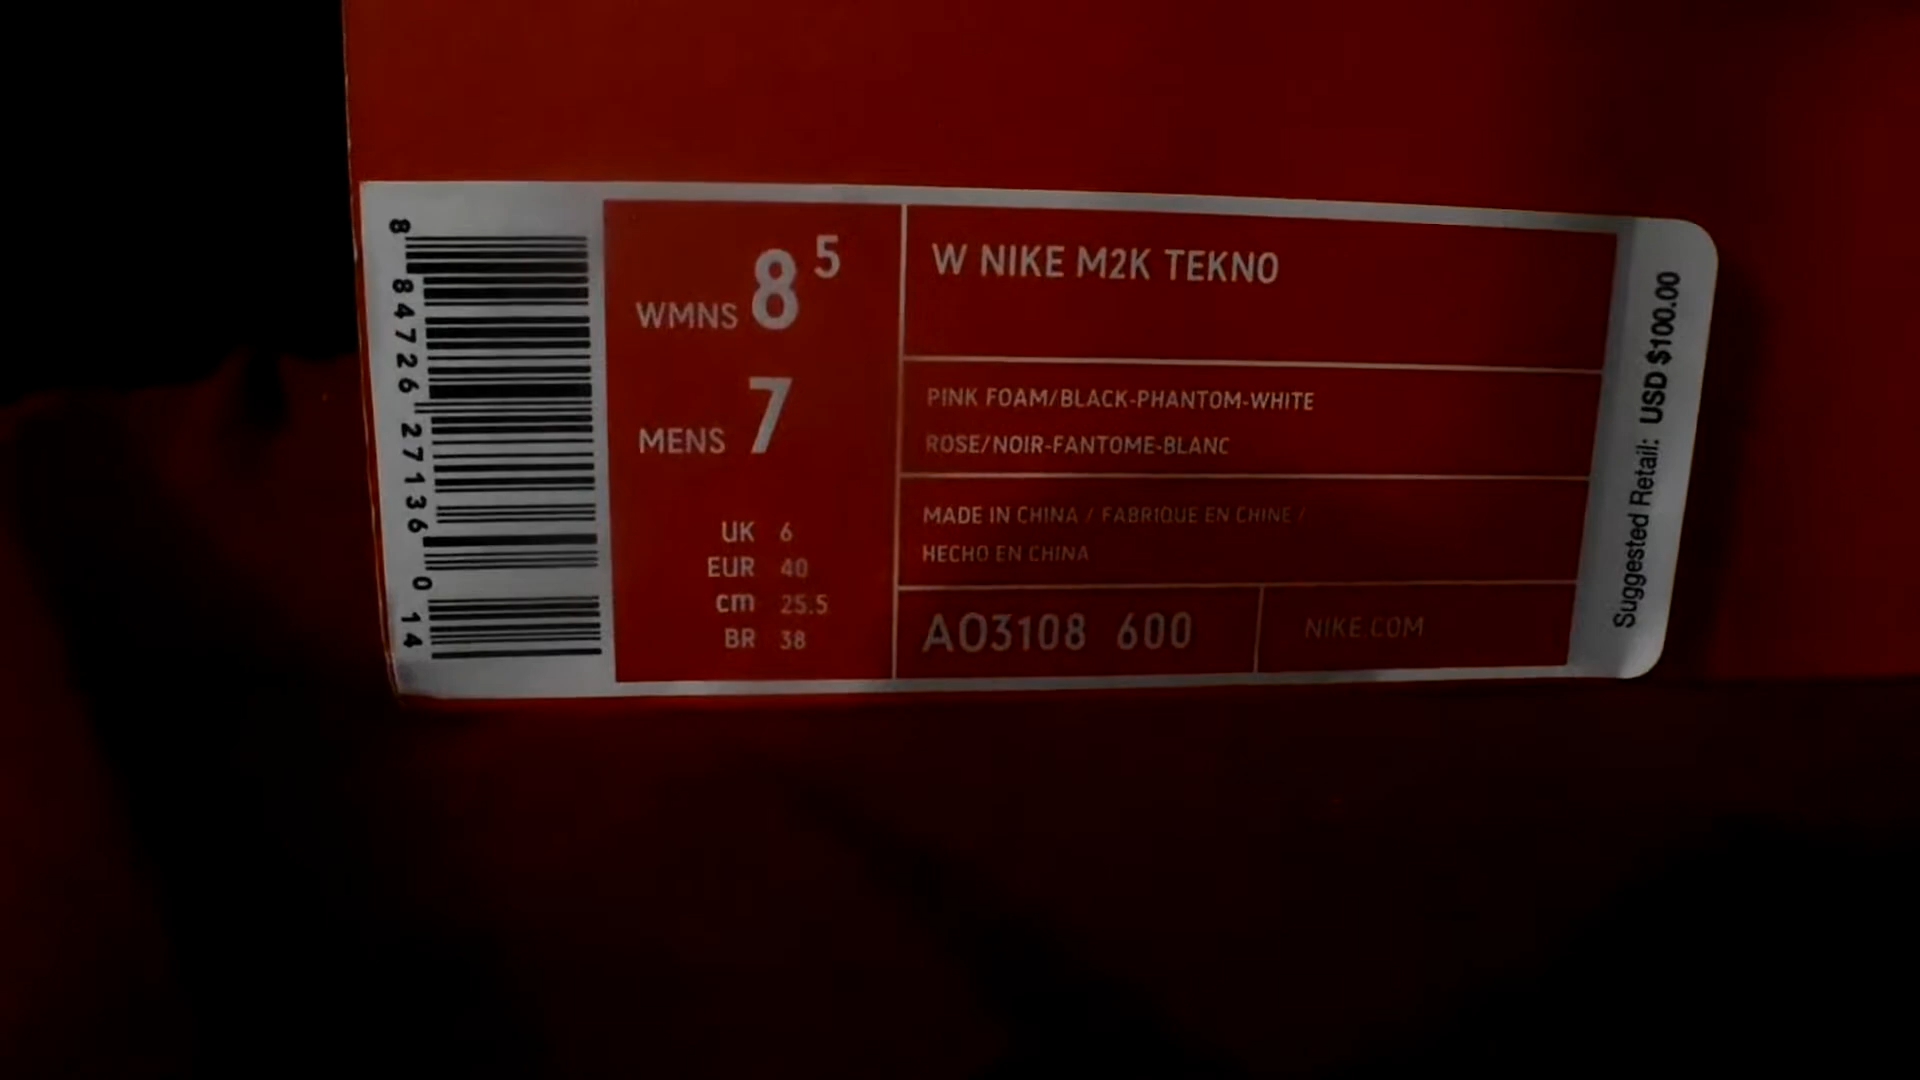 8 84726 27136 0 14
WMNS 8 5
MENS 7
UK 6
EUR 40
cm 25.5
BR 38
W NIKE M2K TEKNO
PINK FOAM/BLACK-PHANTOM-WHITE
ROSE/NOIR-FANTOME-BLANC
MADE IN CHINA / FABRIQUE EN CHINE /
HECHO EN CHINA
AO3108 600
NIKE.COM
Suggested Retail: USD $100.00